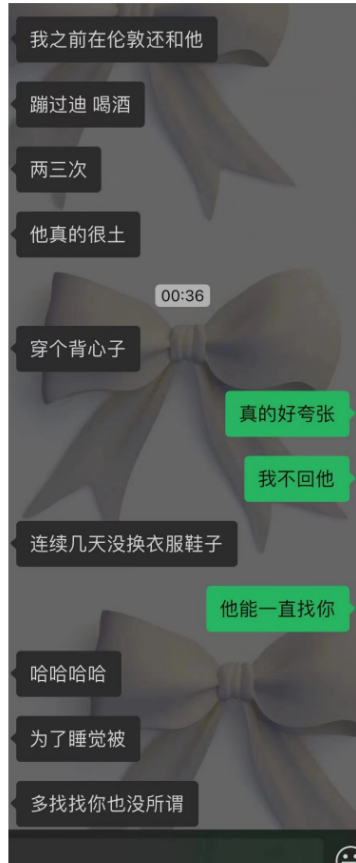 我之前在伦敦还和他
蹦过迪 喝酒
两三次
他真的很土
00:36
穿个背心子
真的好夸张
我不回他
连续几天没换衣服鞋子
他能一直找你
哈哈哈哈
为了睡觉被
多找找你也没所谓